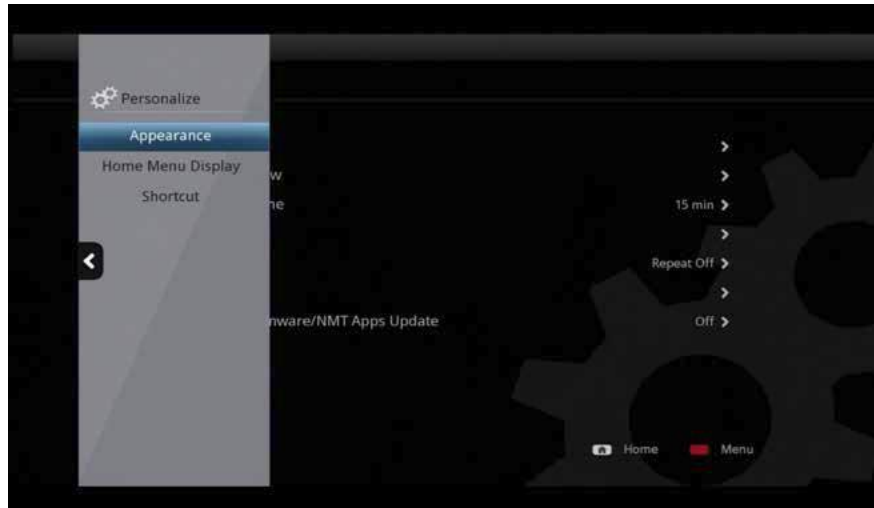 Personalize
Appearance
Home Menu Display
w
Shortcut
ne
15 min
Repeat Off
nware/NMT Apps Update
Off
Home
Menu